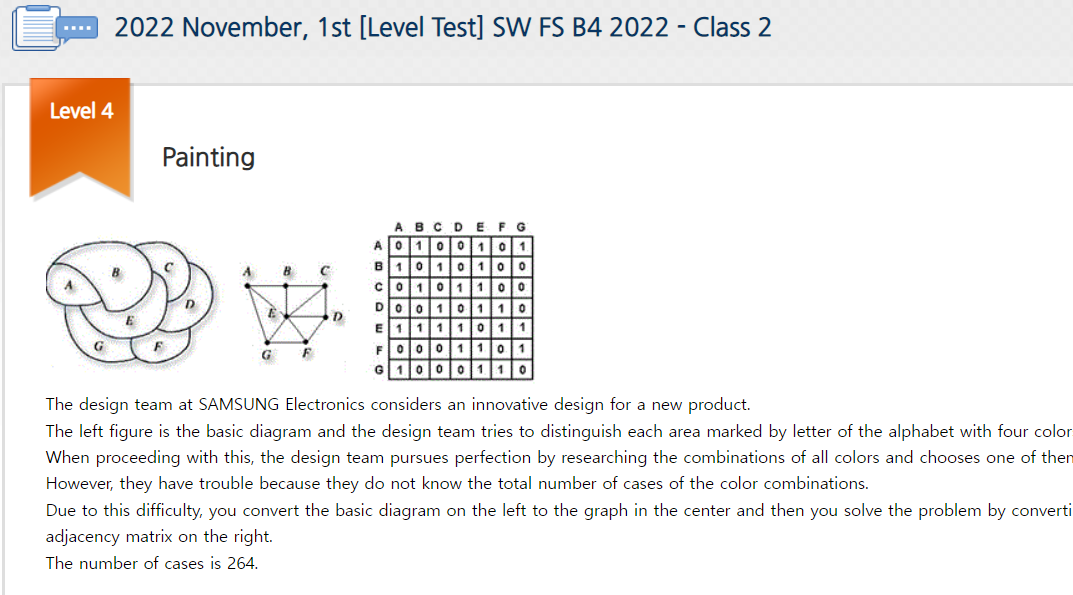 2022 November, 1st [Level Test] SW FS B4 2022 - Class 2
Level 4
Painting
A B C D E F G
A 0 1 0 0 1 0 1
B 1 0 1 0 1 0 0
C 0 1 0 1 1 0 0
D 0 0 1 0 1 1 0
E 1 1 1 1 0 1 1
F 0 0 0 1 1 0 1
G 1 0 0 0 1 1 0
A B C D E F G
A B C D E F G
The design team at SAMSUNG Electronics considers an innovative design for a new product.
The left figure is the basic diagram and the design team tries to distinguish each area marked by letter of the alphabet with four color
When proceeding with this, the design team pursues perfection by researching the combinations of all colors and chooses one of
However, they have trouble because they do not know the total number of cases of the color combinations.
Due to this difficulty, you convert the basic diagram on the left to the graph in the center and then you solve the problem by converti
adjacency matrix on the right.
The number of cases is 264.